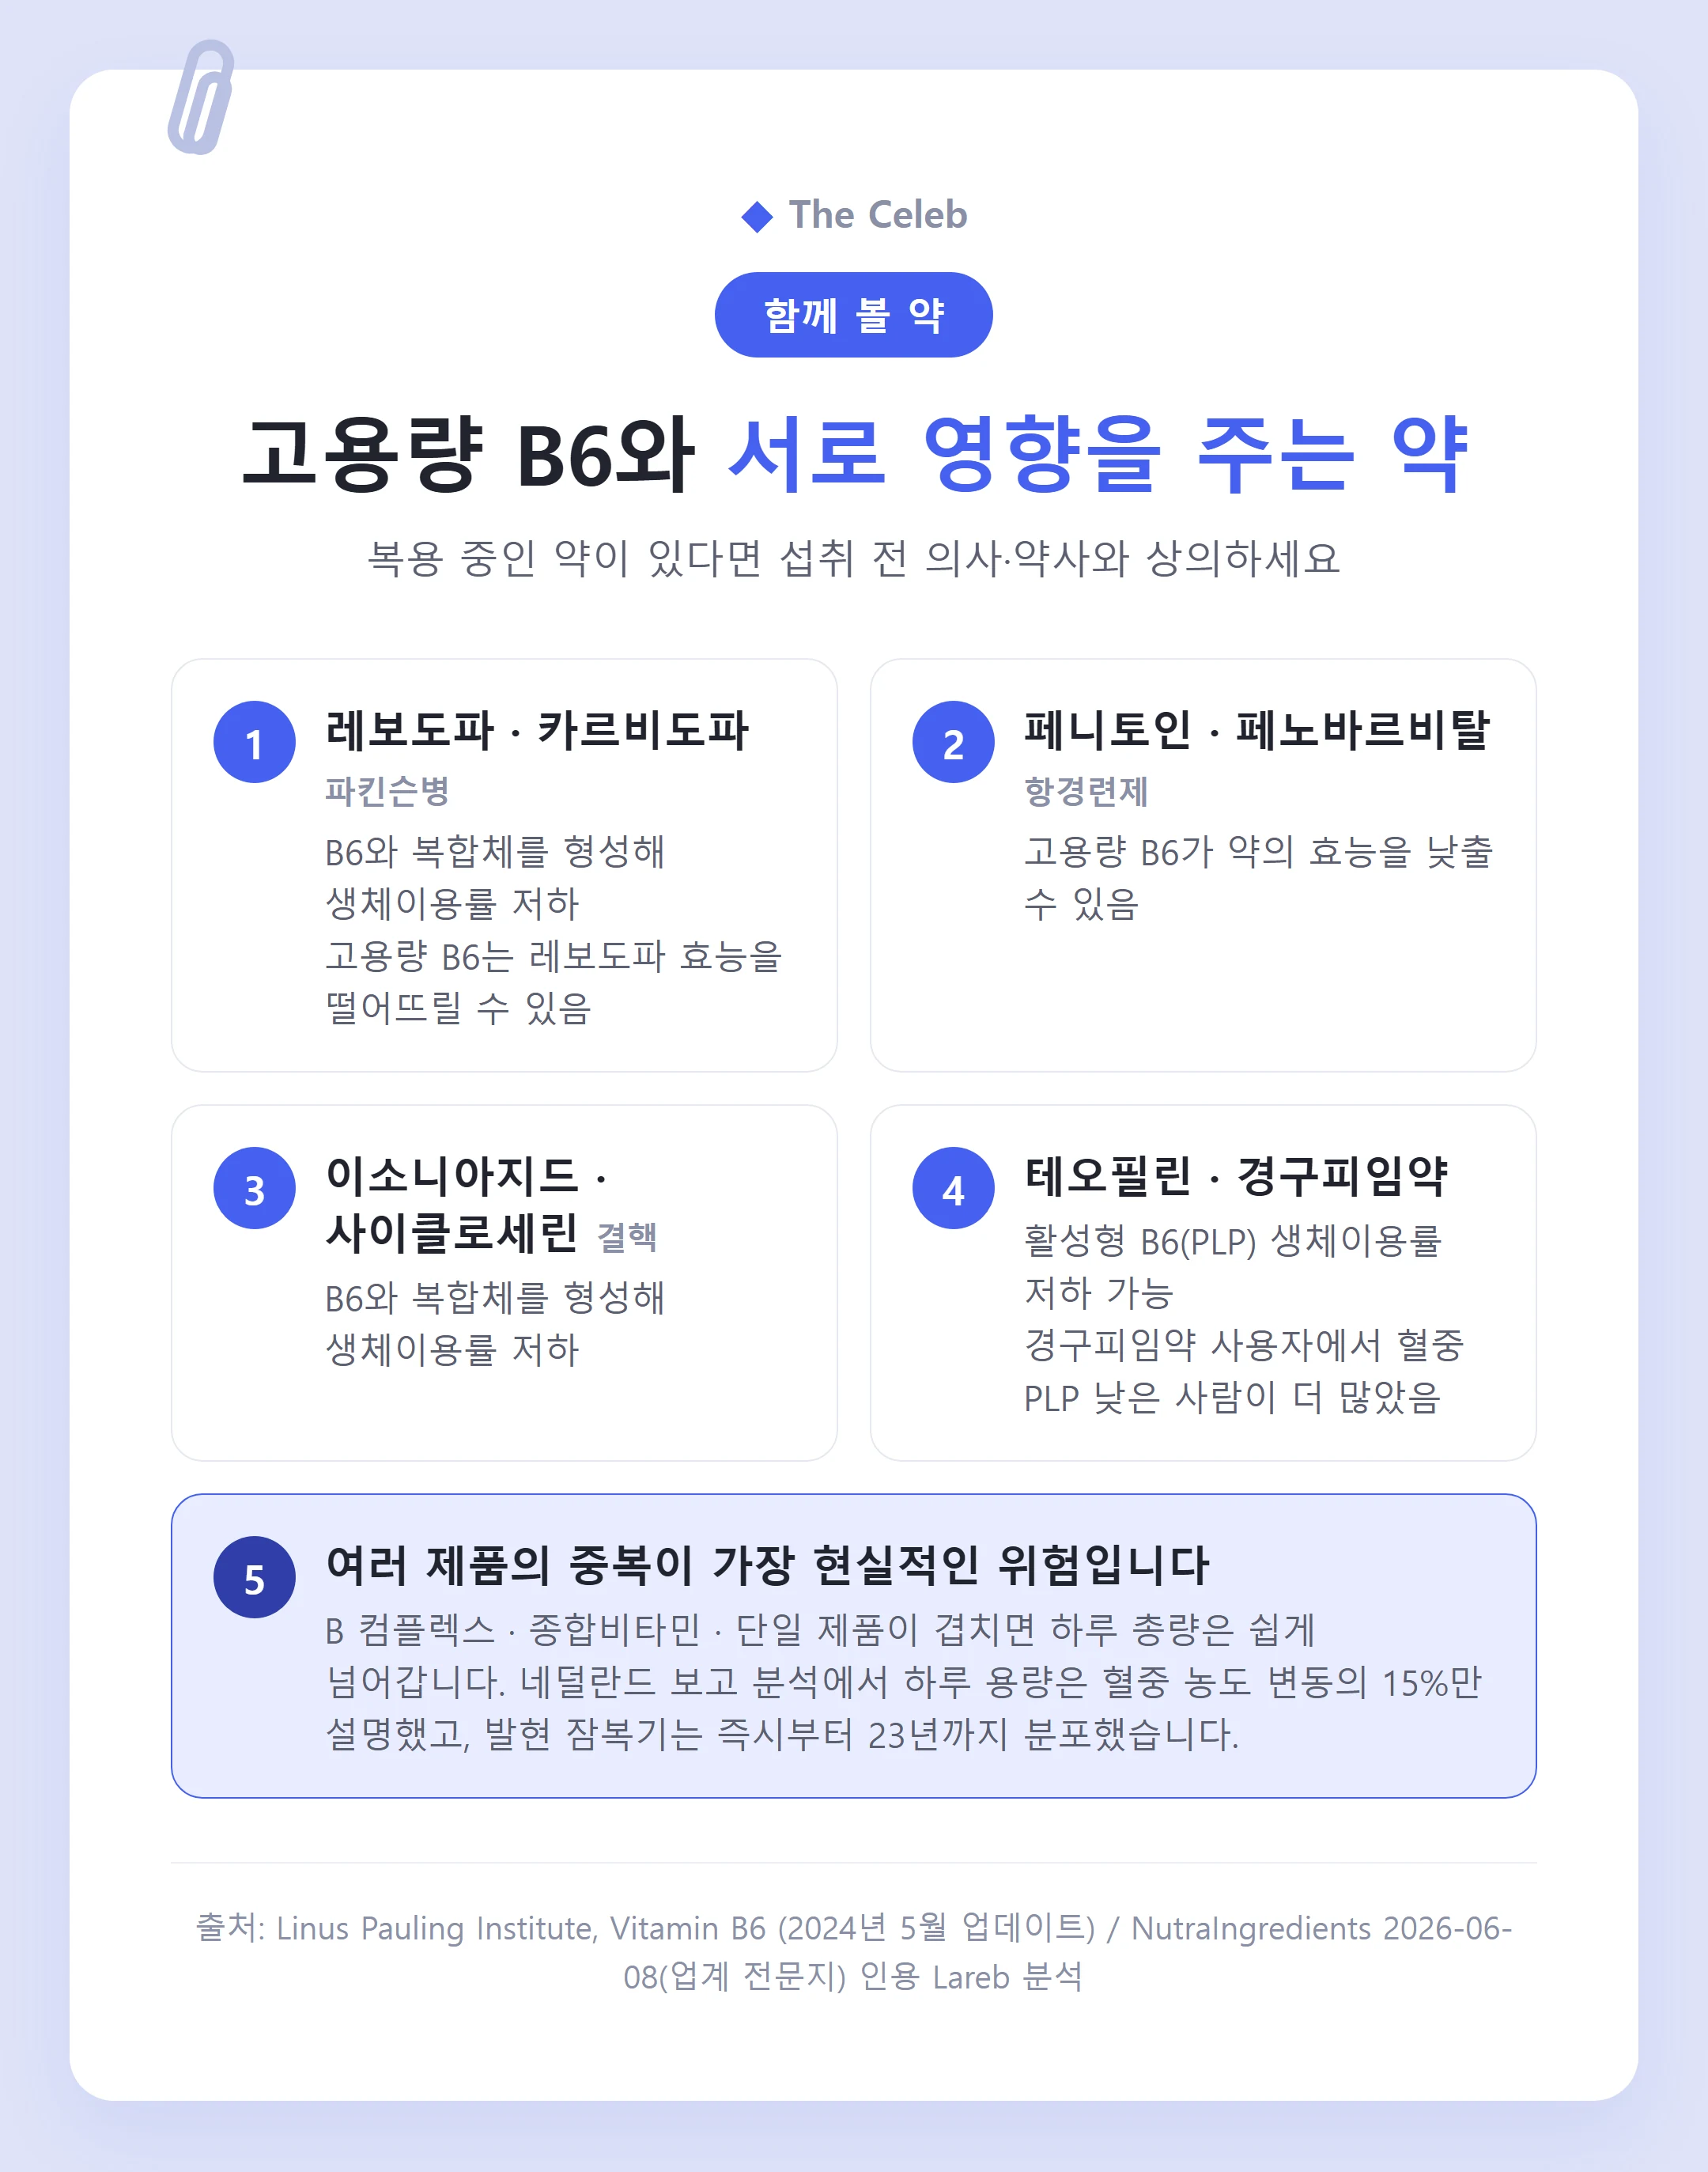 The Celeb
함께 볼 약
고용량 B6와 서로 영향을 주는 약
복용 중인 약이 있다면 섭취 전 의사·약사와 상의하세요
1
레보도파 · 카르비도파
파킨슨병
B6와 복합체를 형성해
생체이용률 저하
고용량 B6는 레보도파 효능을
떨어뜨릴 수 있음
2
페니토인 · 페노바르비탈
항경련제
고용량 B6가 약의 효능을 낮출
수 있음
3
이소니아지드 ·
사이클로세린 결핵
B6와 복합체를 형성해
생체이용률 저하
4
테오필린 · 경구피임약
활성형 B6(PLP) 생체이용률
저하 가능
경구피임약 사용자에서 혈중
PLP 낮은 사람이 더 많았음
5
여러 제품의 중복이 가장 현실적인 위험입니다
B 컴플렉스 · 종합비타민 · 단일 제품이 겹치면 하루 총량은 쉽게
넘어갑니다. 네덜란드 보고 분석에서 하루 용량은 혈중 농도 변동의 15%만
설명했고, 발현 잠복기는 즉시부터 23년까지 분포했습니다.
출처: Linus Pauling Institute, Vitamin B6 (2024년 5월 업데이트) / NutraIngredients 2026-06-
08(업계 전문지) 인용 Lareb 분석